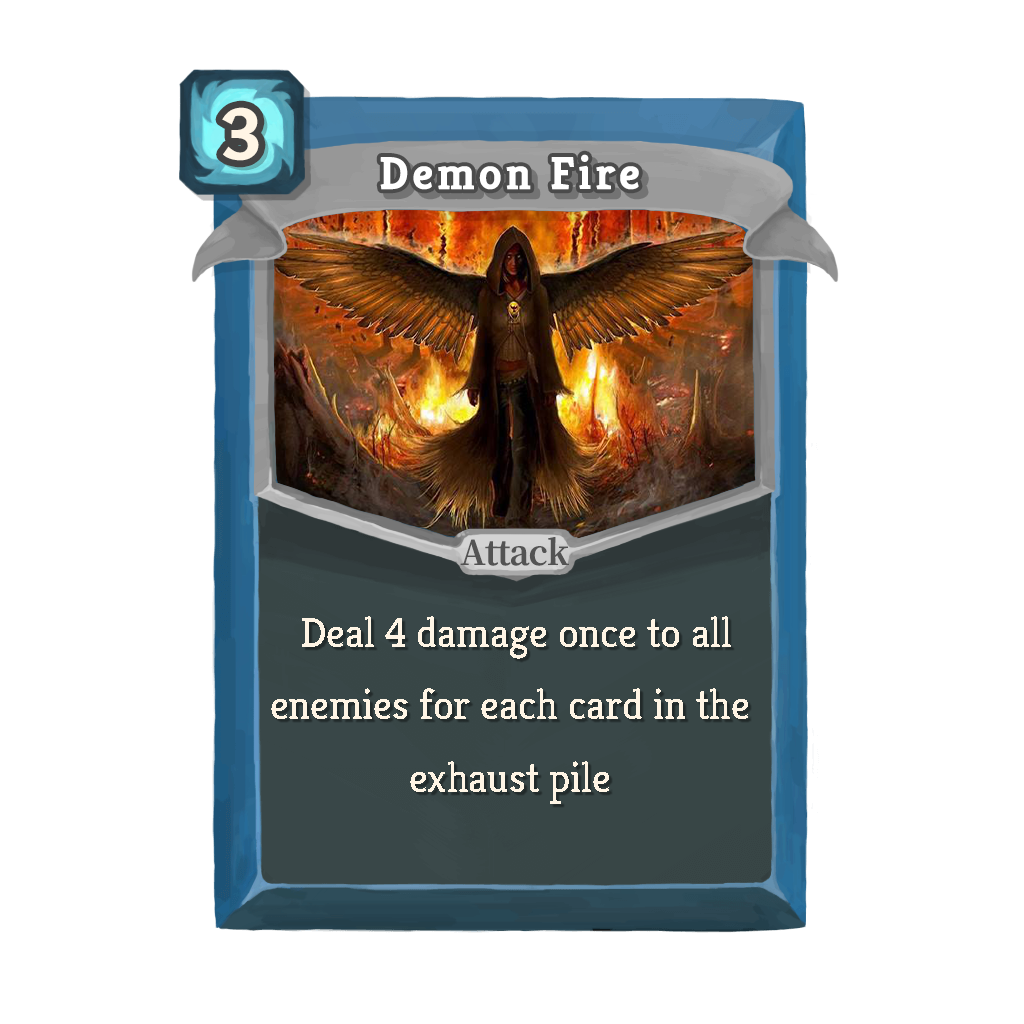 3
Demon Fire
Attack
Deal 4 damage once to all
enemies for each card in the
exhaust pile